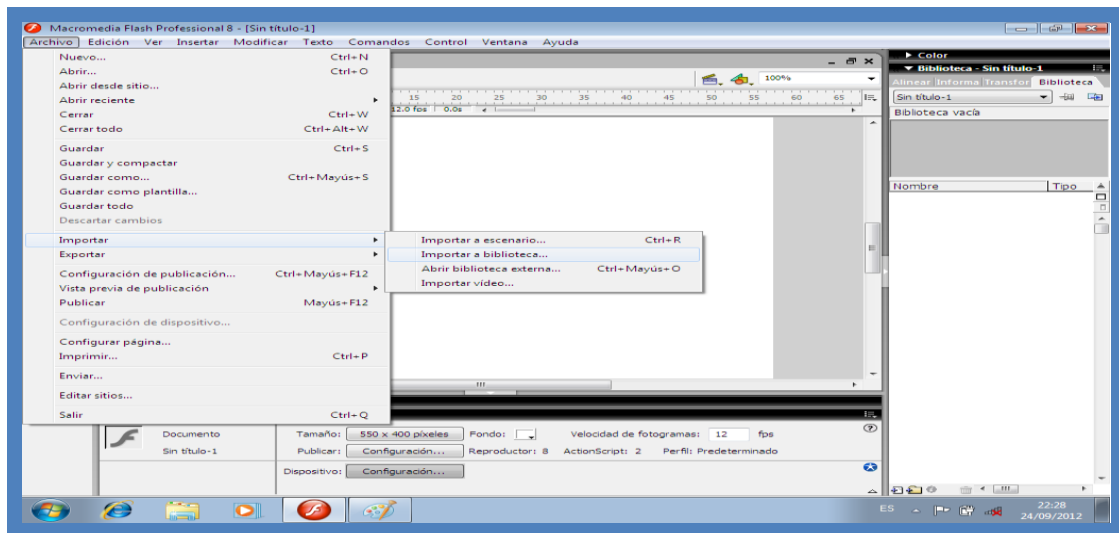 Macromedia Flash Professional 8 - [Sin título-1]
Archivo Edición Ver Insertar Modificar Texto Comandos Control Ventana Ayuda
Nuevo... Ctrl+N
Abrir... Ctrl+O
Abrir desde sitio...
Abrir reciente
Cerrar Ctrl+W
Cerrar todo Ctrl+Alt+W
Guardar Ctrl+S
Guardar y compactar
Guardar como... Ctrl+Mayús+S
Guardar como plantilla...
Guardar todo
Descartar cambios
Importar
Exportar
Configuración de publicación... Ctrl+Mayús+F12
Vista previa de publicación
Publicar Mayús+F12
Configuración de dispositivo...
Configurar página...
Imprimir... Ctrl+P
Enviar...
Editar sitios...
Salir Ctrl+Q
Importar a escenario... Ctrl+R
Importar a biblioteca...
Abrir biblioteca externa... Ctrl+Mayús+O
Importar vídeo...
100%
15 20 25 30 35 40 45 50 55 60 65
12.0 fps 0.0s
Color
Biblioteca - Sin título-1
Alinear Informa Transfor Biblioteca
Sin título-1
Biblioteca vacía
Nombre Tipo
Documento Tamaño: 550 x 400 píxeles Fondo: Velocidad de fotogramas: 12 fps
Sin título-1 Publicar: Configuración... Reproductor: 8 ActionScript: 2 Perfil: Predeterminado
Dispositivo: Configuración...
ES 22:28
24/09/2012